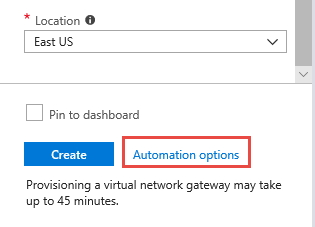 * Location
East US
Pin to dashboard
Create Automation options
Provisioning a virtual network gateway may take
up to 45 minutes.